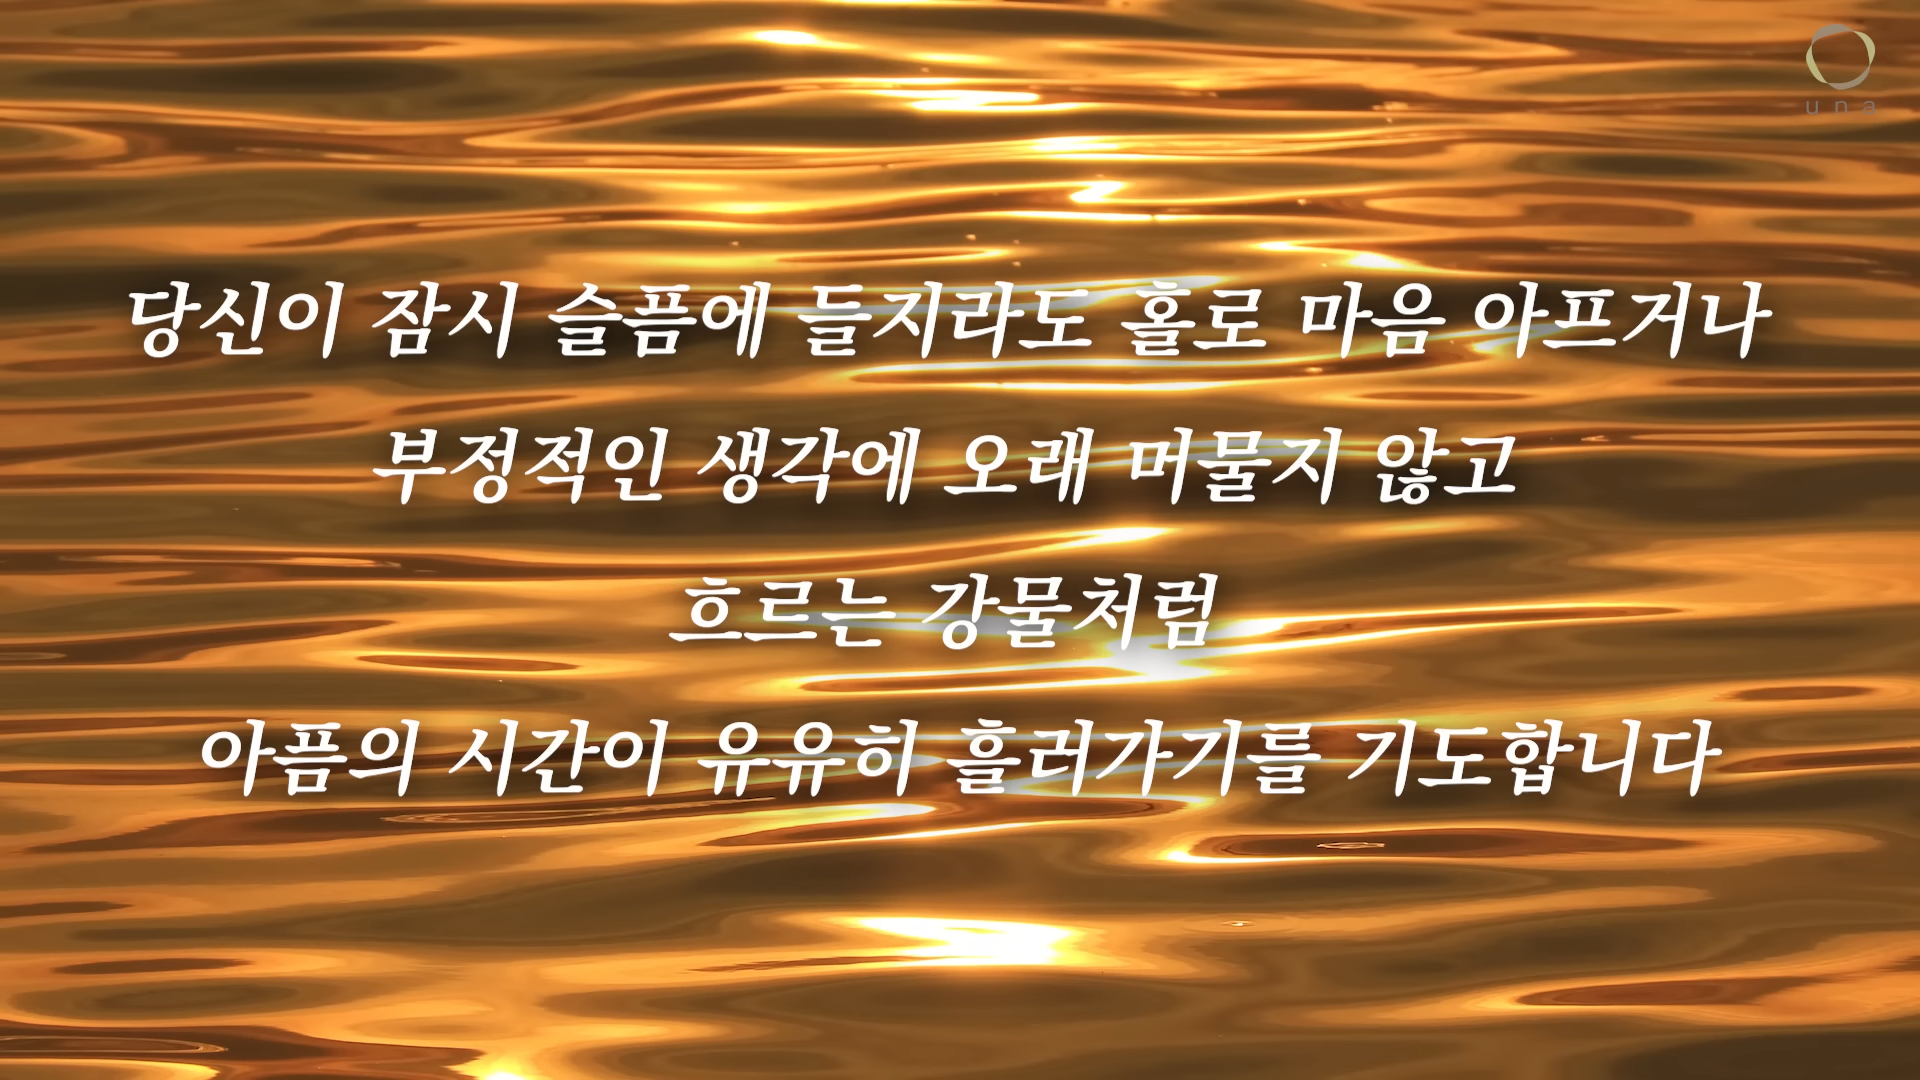 una
당신이 잠시 슬픔에 들지라도 홀로 마음 아프거나
부정적인 생각에 오래 머물지 않고
흐르는 강물처럼
아픔의 시간이 유유히 흘러가기를 기도합니다